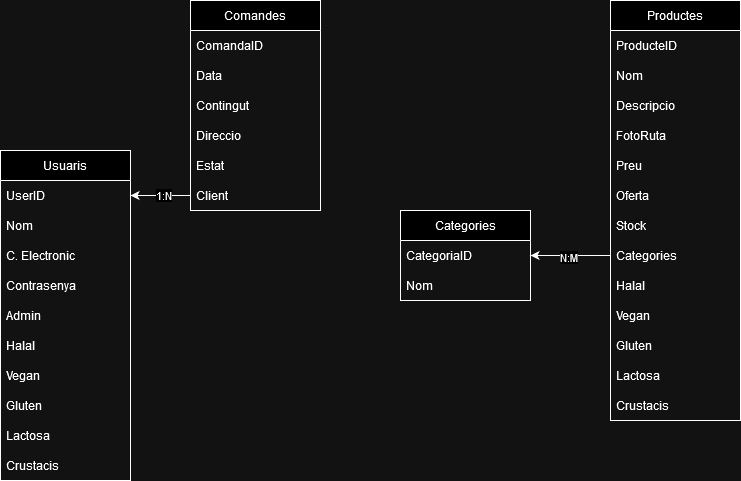 Comandes
ComandaID
Data
Contingut
Direccio
Estat
Client
Usuaris
UserID
Nom
C. Electronic
Contrasenya
Admin
Halal
Vegan
Gluten
Lactosa
Crustacis
1:N
Categories
CategoriaID
Nom
N:M
Productes
ProducteID
Nom
Descripcio
FotoRuta
Preu
Oferta
Stock
Categories
Halal
Vegan
Gluten
Lactosa
Crustacis